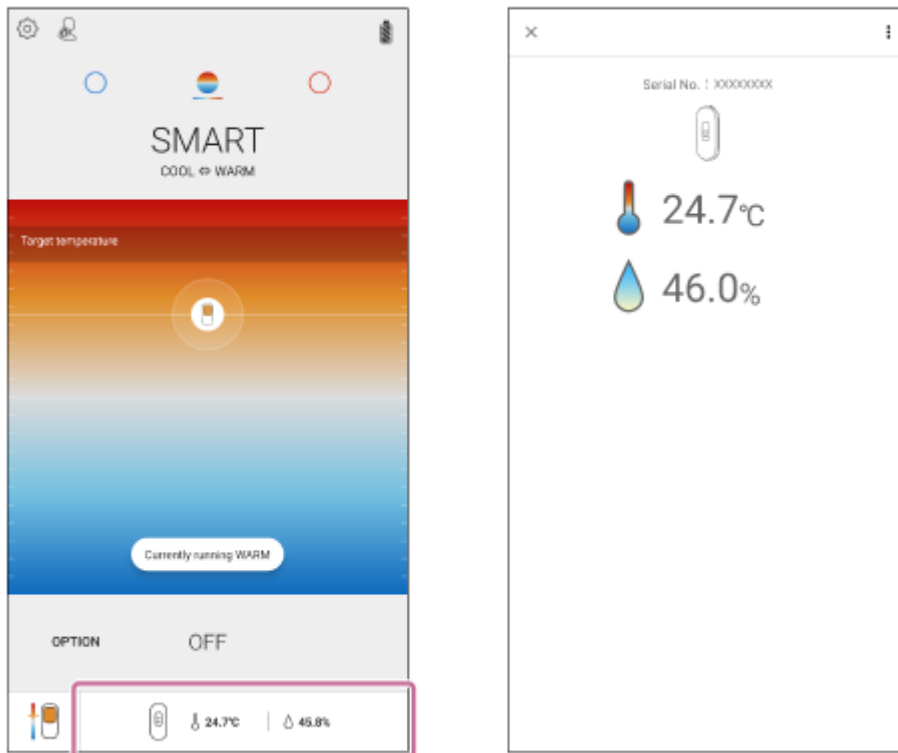 SMART
COOL ⇔ WARM
Target temperature
Currently running WARM
OPTION OFF
24.7℃ | 45.8%
Serial No. : XXXXXXXX
24.7℃
46.0%